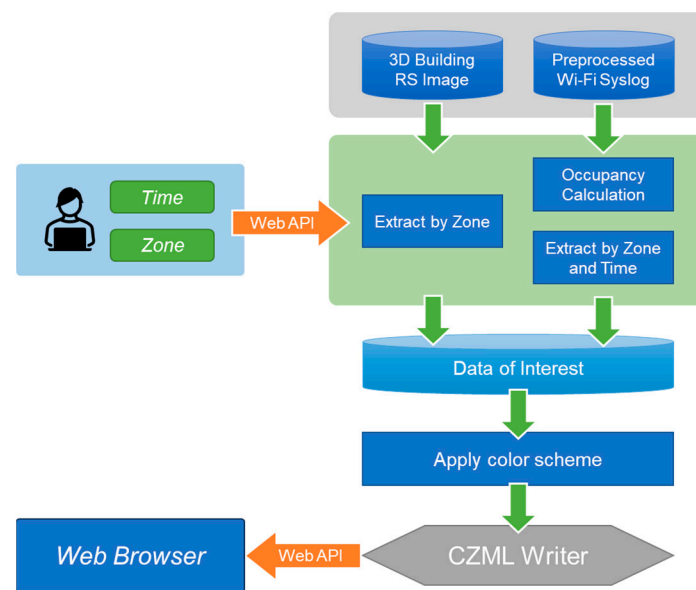 3D Building
RS Image
Preprocessed
Wi-Fi Syslog
Time
Zone
Web API
Extract by Zone
Occupancy
Calculation
Extract by Zone
and Time
Data of Interest
Apply color scheme
Web Browser
Web API
CZML Writer